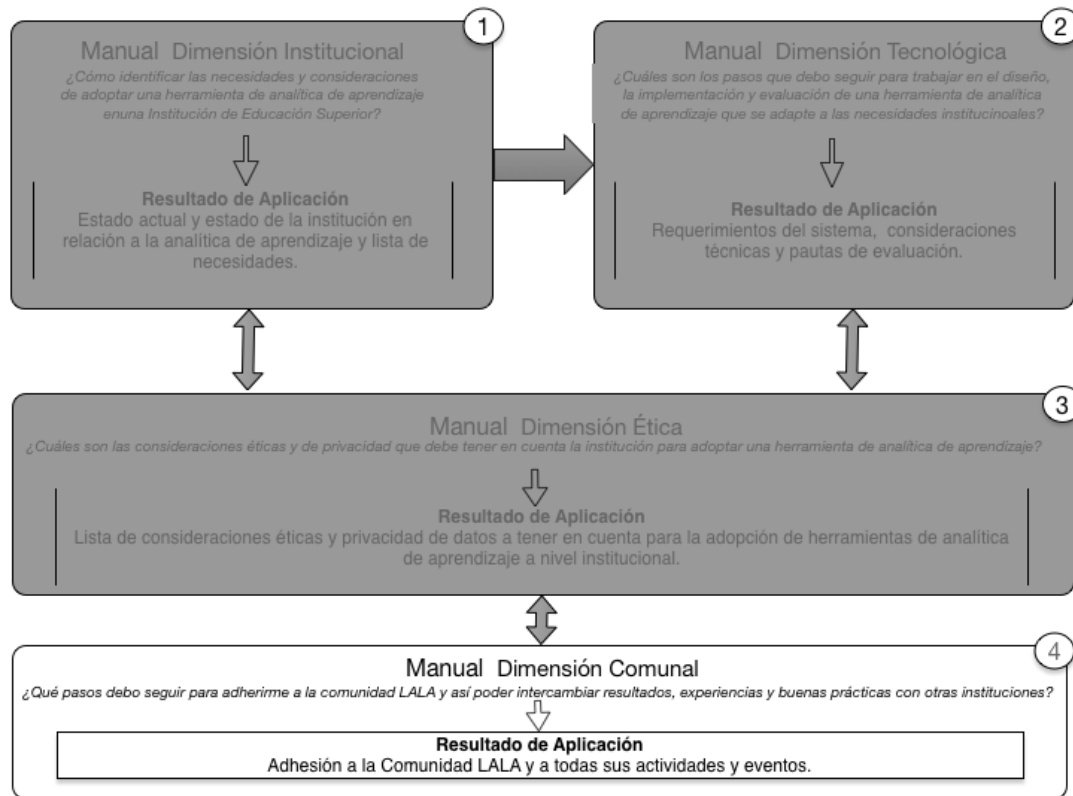 1
Manual Dimensión Institucional
¿Cómo identificar las necesidades y consideraciones
de adoptar una herramienta de analítica de aprendizaje
enuna Institución de Educación Superior?
Resultado de Aplicación
Estado actual y estado de la institución en
relación a la analítica de aprendizaje y lista de
necesidades.
2
Manual Dimensión Tecnológica
¿Cuáles son los pasos que debo seguir para trabajar en el diseño,
la implementación y evaluación de una herramienta de analítica
de aprendizaje que se adapte a las necesidades institucinoales?
Resultado de Aplicación
Requerimientos del sistema, consideraciones
técnicas y pautas de evaluación.
3
Manual Dimensión Ética
¿Cuáles son las consideraciones éticas y de privacidad que debe tener en cuenta la institución para adoptar una herramienta de analítica de aprendizaje?
Resultado de Aplicación
Lista de consideraciones éticas y privacidad de datos a tener en cuenta para la adopción de herramientas de analítica
de aprendizaje a nivel institucional.
4
Manual Dimensión Comunal
¿Qué pasos debo seguir para adherirme a la comunidad LALA y así poder intercambiar resultados, experiencias y buenas prácticas con otras instituciones?
Resultado de Aplicación
Adhesión a la Comunidad LALA y a todas sus actividades y eventos.